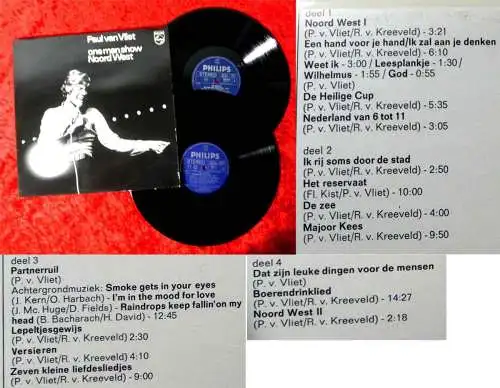 Paul van Vliet
one man show
Noord West
PHILIPS
STEREO
PHILIPS
STEREO
deel 1
Noord West I
(P. v. Vliet/R. v. Kreeveld) - 3:21
Een hand voor je hand/Ik zal aan je denken
(P. v. Vliet/R. v. Kreeveld) - 6:10
Weet ik - 3:00 / Leesplankje - 1:30/
Wilhelmus - 1:55 / God - 0:55
(P. v. Vliet)
De Heilige Cup
(P. v. Vliet/R. v. Kreeveld) - 5:35
Nederland van 6 tot 11
(P. v. Vliet/R. v. Kreeveld) - 3:05
deel 2
Ik rij soms door de stad
(P. v. Vliet/R. v. Kreeveld) - 2:50
Het reservaat
(Fl. Kist/P. v. Vliet) - 10:00
De zee
(P. v. Vliet/R. v. Kreeveld) - 4:00
Majoor Kees
(P. v. Vliet/R. v. Kreeveld) - 9:50
deel 3
Partnerruil
(P. v. Vliet)
Achtergrondmuziek: Smoke gets in your eyes
(J. Kern/O. Harbach) - I'm in the mood for love
(J. Mc. Huge/D. Fields) - Raindrops keep fallin'on my
head (B. Bacharach/H. David) - 12:45
Lepeltjesgewijs
(P. v. Vliet/R. v. Kreeveld) 2:30
Versieren
(P. v. Vliet/R. v. Kreeveld) 4:10
Zeven kleine liefdesliedjes
(P. v. Vliet/R. v. Kreeveld) - 9:00
deel 4
Dat zijn leuke dingen voor de mensen
(P. v. Vliet)
Boerendrinklied
(P. v. Vliet/R. v. Kreeveld) - 14:27
Noord West II
(P. v. Vliet/R. v. Kreeveld) - 2:18